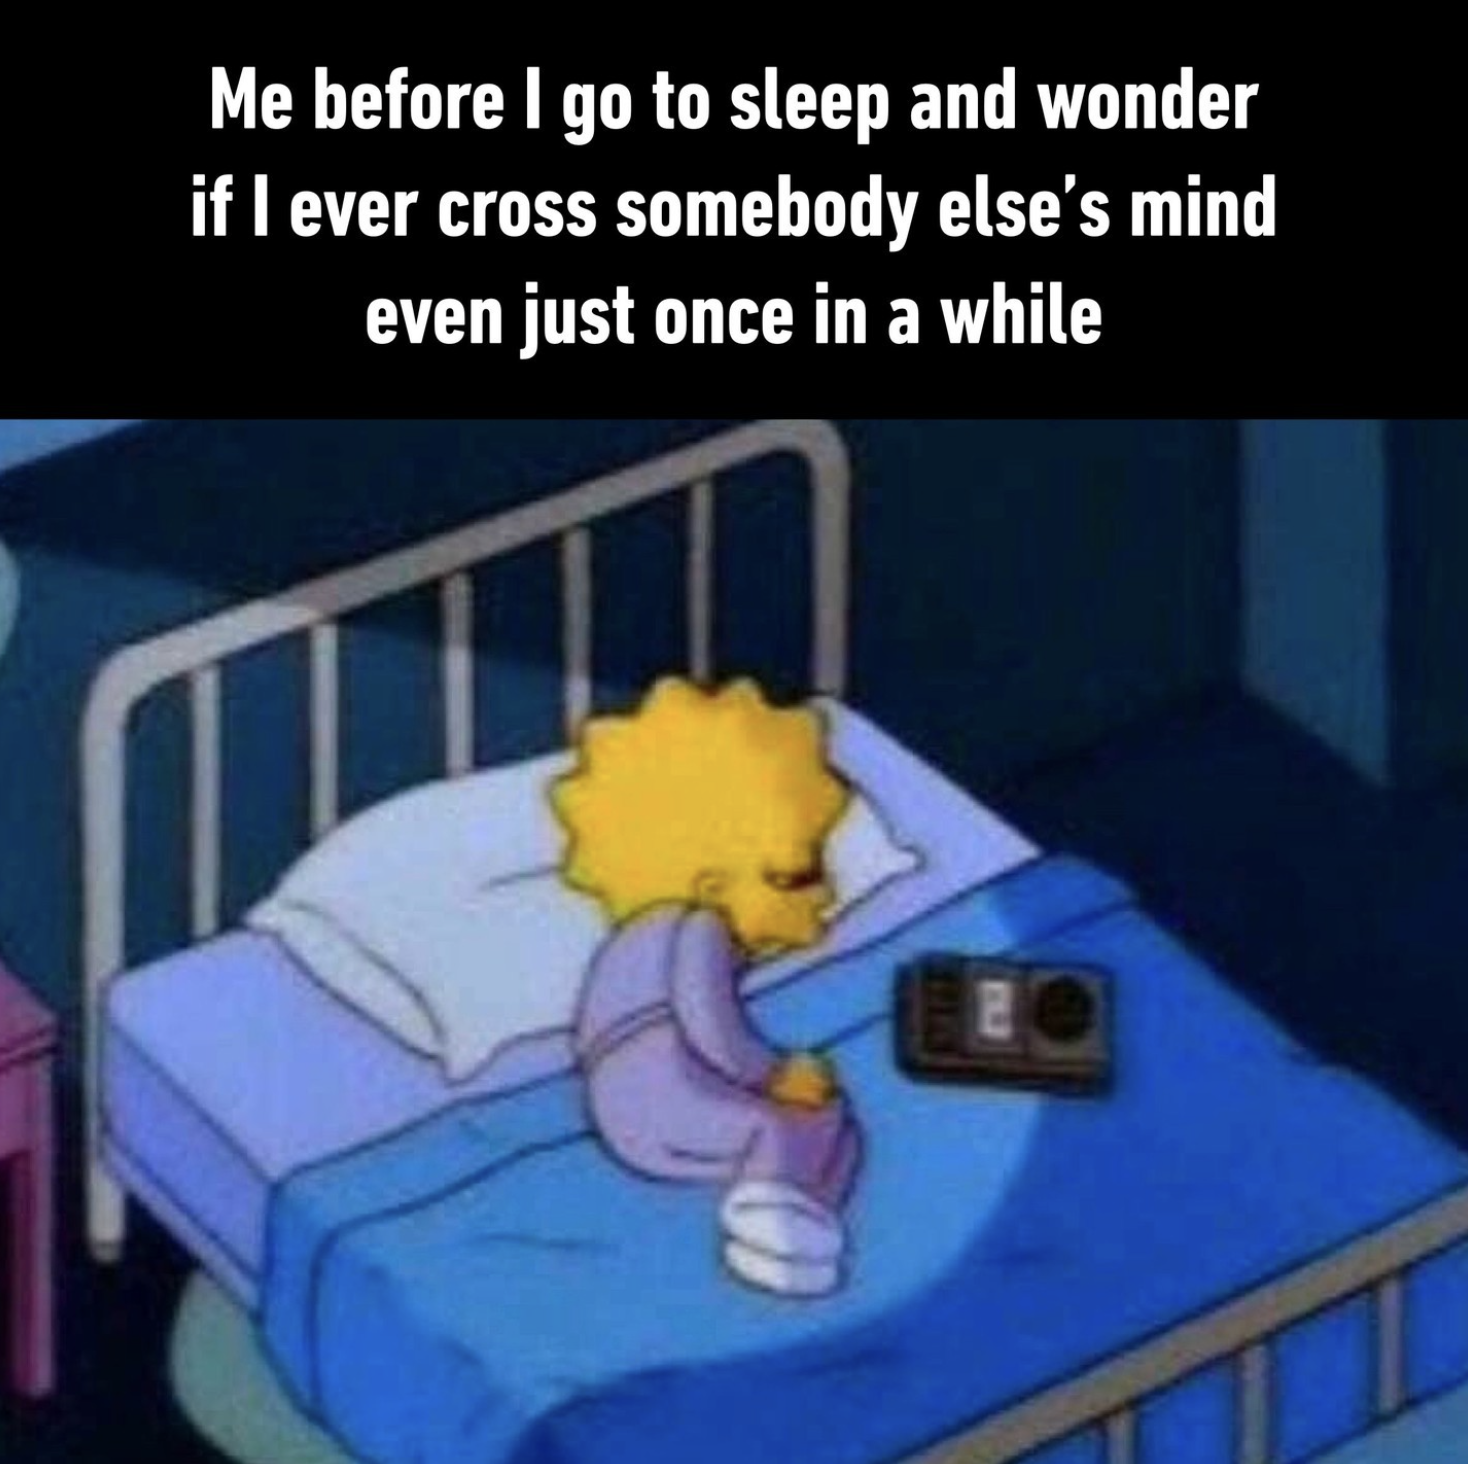 Me before I go to sleep and wonder
if I ever cross somebody else’s mind
even just once in a while